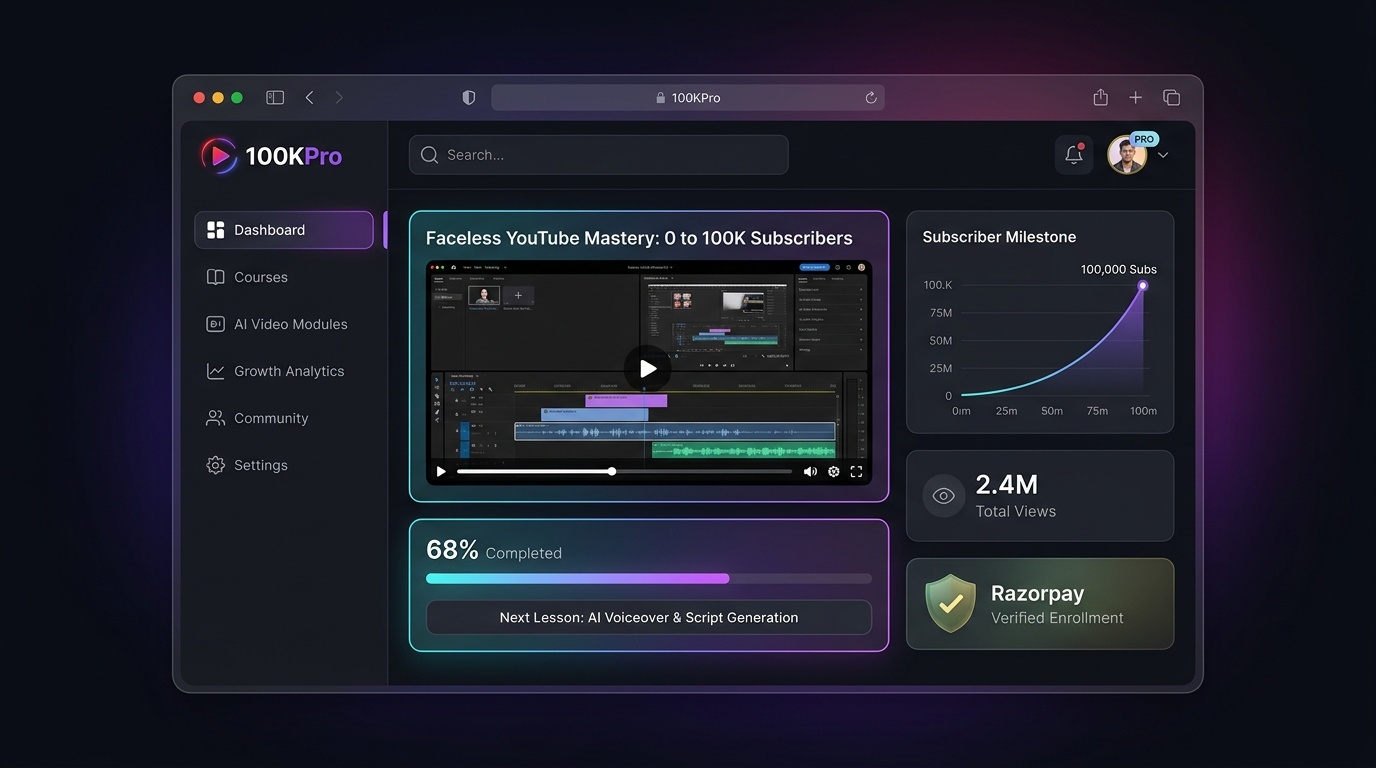 100KPro
100KPro
Search...
PRO
Dashboard
Courses
AI Video Modules
Growth Analytics
Community
Settings
Faceless YouTube Mastery: 0 to 100K Subscribers
68% Completed
Next Lesson: AI Voiceover & Script Generation
Subscriber Milestone
100,000 Subs
100.K
75M
50M
25M
0
0m 25m 50m 75m 100m
2.4M
Total Views
Razorpay
Verified Enrollment